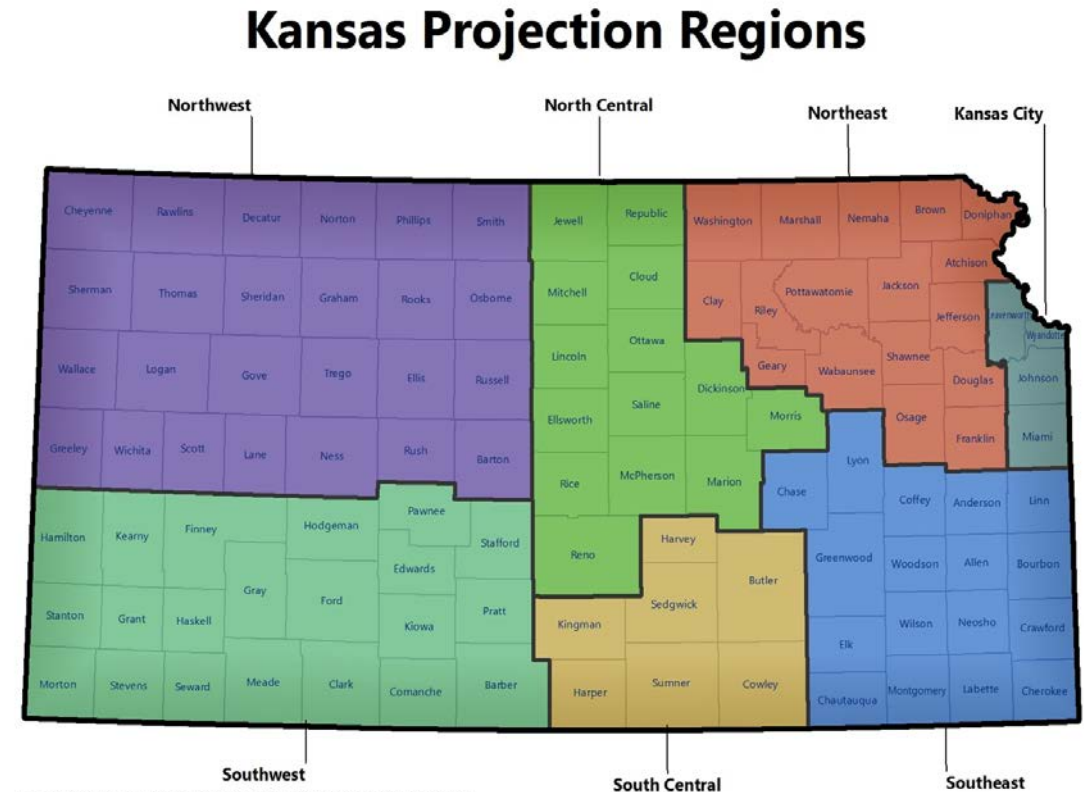 Kansas Projection Regions
Northwest
North Central
Northeast
Kansas City
Cheyenne Rawlins Decatur Norton Phillips Smith Jewell Republic Washington Marshall Nemaha Brown Doniphan
Atchison
Sherman Thomas Sheridan Graham Rooks Osborne Mitchell Cloud Clay Riley Pottawatomie Jackson Jefferson Leavenworth
Wyandotte
Wallace Logan Gove Trego Ellis Russell Lincoln Ottawa Dickinson Geary Wabaunsee Shawnee Douglas Johnson
Ellsworth Saline Morris Osage Franklin Miami
Greeley Wichita Scott Lane Ness Rush Barton Rice McPherson Marion Chase Lyon
Hamilton Kearny Finney Hodgeman Pawnee Stafford Reno Harvey Coffey Anderson Linn
Edwards Butler Greenwood Woodson Allen Bourbon
Stanton Grant Haskell Gray Ford Kiowa Pratt Kingman Sedgwick Wilson Neosho Crawford
Elk
Morton Stevens Seward Meade Clark Comanche Barber Harper Sumner Cowley Chautauqua Montgomery Labette Cherokee
Southwest
South Central
Southeast